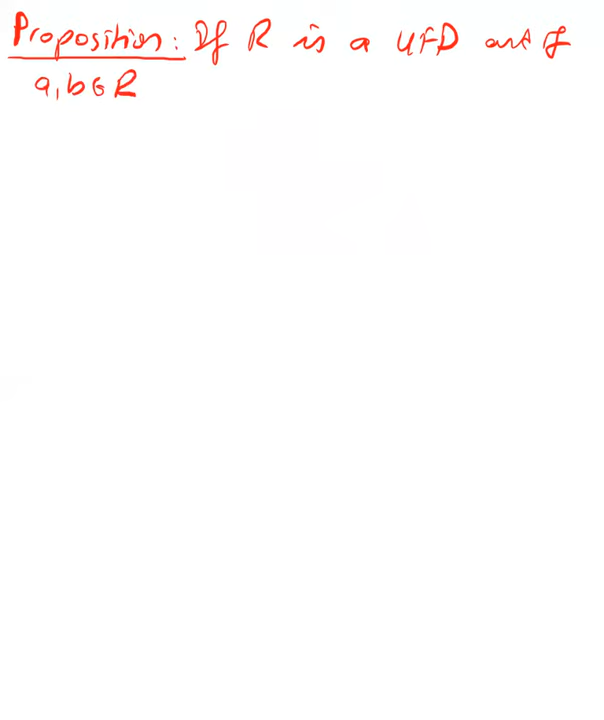 Proposition: If R is a UFD and if
a, b ∈ R